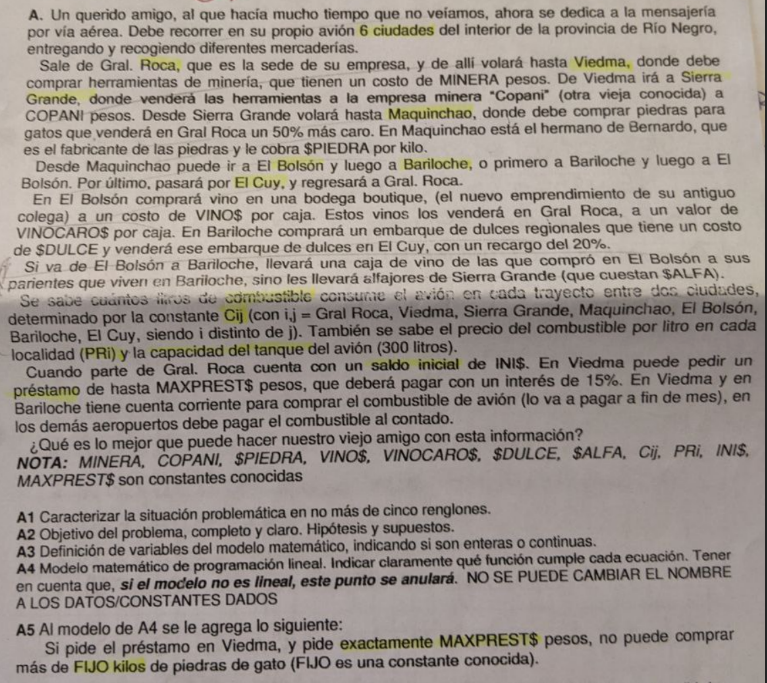 A. Un querido amigo, al que hacía mucho tiempo que no veíamos, ahora se dedica a la mensajería
por vía aérea. Debe recorrer en su propio avión 6 ciudades del interior de la provincia de Río Negro,
entregando y recogiendo diferentes mercaderías.
Sale de Gral. Roca, que es la sede de su empresa, y de allí volará hasta Viedma, donde debe
comprar herramientas de minería, que tienen un costo de MINERA pesos. De Viedma irá a Sierra
Grande, donde venderá las herramientas a la empresa minera "Copani" (otra vieja conocida) a
COPANI pesos. Desde Sierra Grande volará hasta Maquinchao, donde debe comprar piedras para
gatos que venderá en Gral Roca un 50% más caro. En Maquinchao está el hermano de Bernardo, que
es el fabricante de las piedras y le cobra $PIEDRA por kilo.
Desde Maquinchao puede ir a El Bolsón y luego a Bariloche, o primero a Bariloche y luego a El
Bolsón. Por último, pasará por El Cuy, y regresará a Gral. Roca.
En El Bolsón comprará vino en una bodega boutique, (el nuevo emprendimiento de su antiguo
colega) a un costo de VINO$ por caja. Estos vinos los venderá en Gral Roca, a un valor de
VINOCARO$ por caja. En Bariloche comprará un embarque de dulces regionales que tiene un costo
de $DULCE y venderá ese embarque de dulces en El Cuy, con un recargo del 20%.
Si va de El Bolsón a Bariloche, llevará una caja de vino de las que compró en El Bolsón a sus
parientes que viven en Bariloche, sino les llevará alfajores de Sierra Grande (que cuestan $ALFA).
Se sabe cuántos litros de combustible consume el avión en cada trayecto entre dos ciudades,
determinado por la constante Cij (con i,j = Gral Roca, Viedma, Sierra Grande, Maquinchao, El Bolsón,
Bariloche, El Cuy, siendo i distinto de j). También se sabe el precio del combustible por litro en cada
localidad (PRi) y la capacidad del tanque del avión (300 litros).
Cuando parte de Gral. Roca cuenta con un saldo inicial de INI$. En Viedma puede pedir un
préstamo de hasta MAXPREST$ pesos, que deberá pagar con un interés de 15%. En Viedma y en
Bariloche tiene cuenta corriente para comprar el combustible de avión (lo va a pagar a fin de mes), en
los demás aeropuertos debe pagar el combustible al contado.
¿Qué es lo mejor que puede hacer nuestro viejo amigo con esta información?
NOTA: MINERA, COPANI, $PIEDRA, VINO$, VINOCARO$, $DULCE, $ALFA, Cij, PRi, INI$,
MAXPREST$ son constantes conocidas
A1 Caracterizar la situación problemática en no más de cinco renglones.
A2 Objetivo del problema, completo y claro. Hipótesis y supuestos.
A3 Definición de variables del modelo matemático, indicando si son enteras o continuas.
A4 Modelo matemático de programación lineal. Indicar claramente qué función cumple cada ecuación. Tener
en cuenta que, si el modelo no es lineal, este punto se anulará. NO SE PUEDE CAMBIAR EL NOMBRE
A LOS DATOS/CONSTANTES DADOS
A5 Al modelo de A4 se le agrega lo siguiente:
Si pide el préstamo en Viedma, y pide exactamente MAXPREST$ pesos, no puede comprar
más de FIJO kilos de piedras de gato (FIJO es una constante conocida).